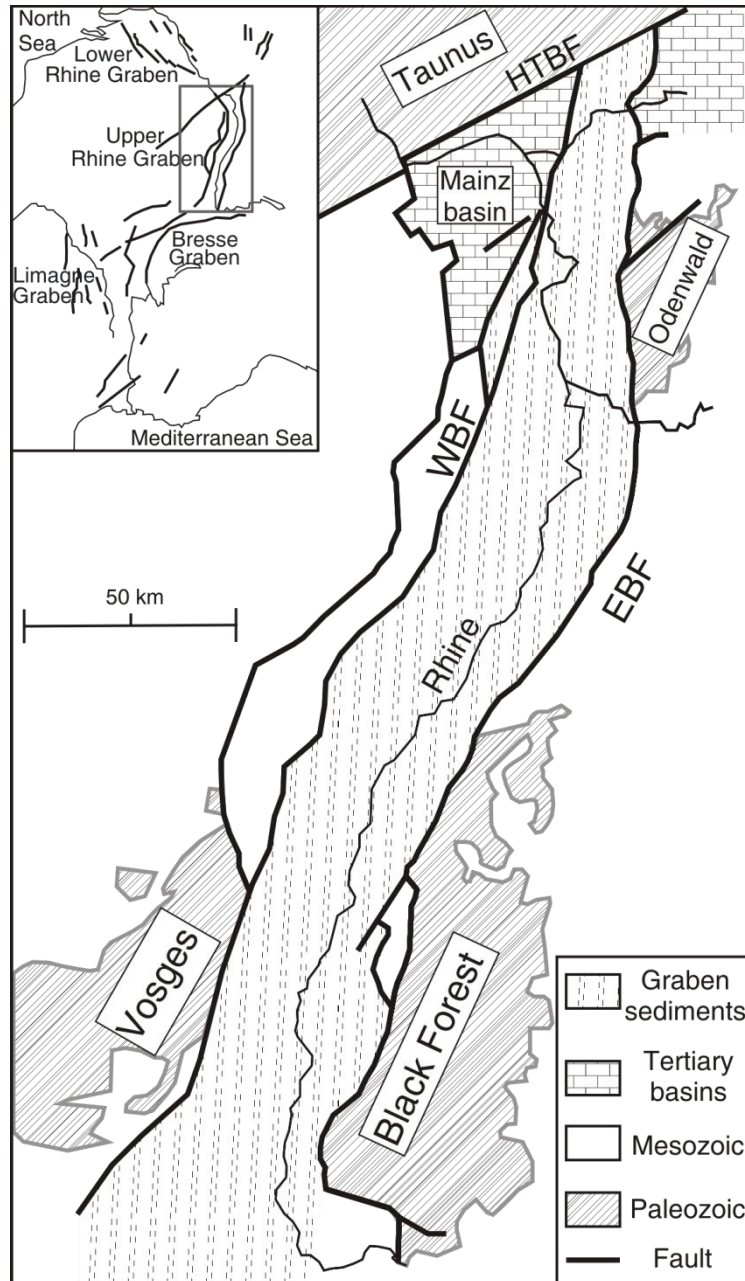 North
Sea
Lower
Rhine Graben
Upper
Rhine Graben
Bresse
Graben
Limagne
Graben
Mediterranean Sea
Taunus
HTBF
Mainz
basin
Odenwald
WBF
EBF
50 km
Rhine
Vosges
Black Forest
Graben
sediments
Tertiary
basins
Mesozoic
Paleozoic
Fault